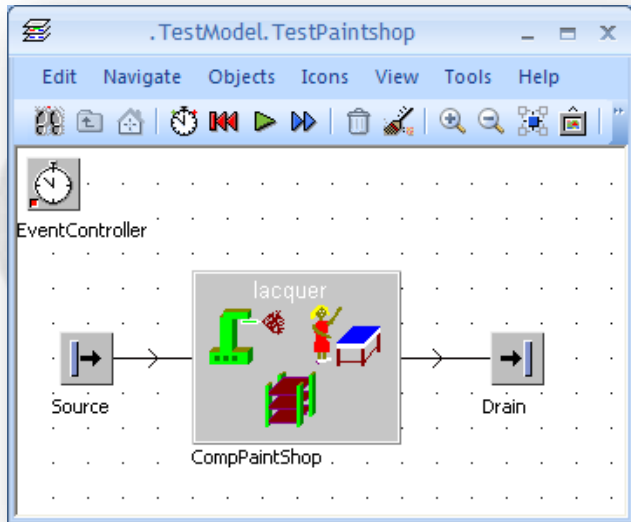 .TestModel.TestPaintshop
Edit Navigate Objects Icons View Tools Help
EventController
lacquer
Source
Drain
CompPaintShop